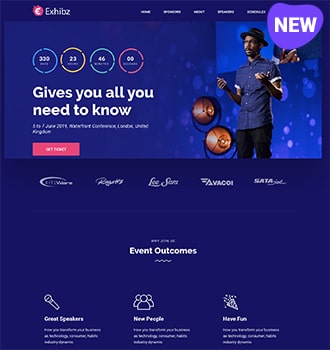 Exhibz
HOME SPONSORS ABOUT SPEAKERS SCHEDULES
NEW
330 23 46 00
DAYS HOURS MINUTES SECONDS
Gives you all you
need to know
5 to 7 June 2019, Waterfront Conference, London, United
Kingdom
GET TICKET
KITEWare Lee Sons AVACOI SATA
WHY JOIN US
Event Outcomes
Great Speakers New People Have Fun
How you transform your business How you transform your business How you transform your business
as technology, consumer, habits as technology, consumer, habits as technology, consumer, habits
industry dynamic industry dynamic industry dynamic